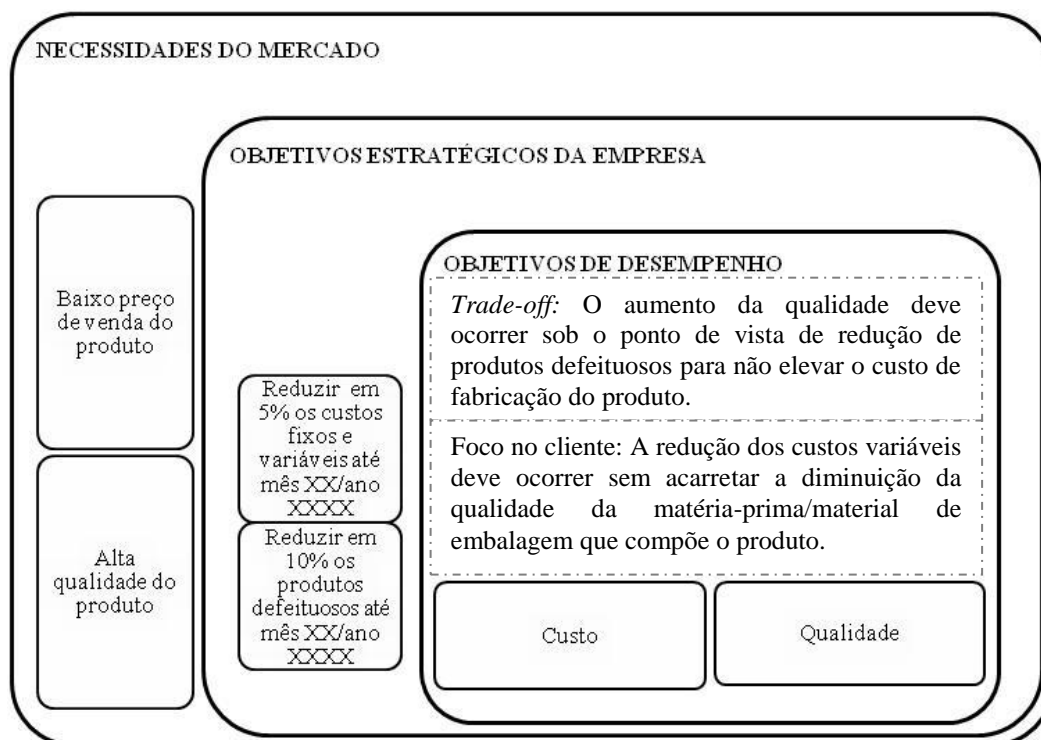 NECESSIDADES DO MERCADO
OBJETIVOS ESTRATÉGICOS DA EMPRESA
OBJETIVOS DE DESEMPENHO
Baixo preço
de venda do
produto
Alta
qualidade do
produto
Reduzir em
5% os custos
fixos e
variáveis até
mês XX/ano
XXXX
Reduzir em
10% os
produtos
defeituosos até
mês XX/ano
XXXX
Trade-off: O aumento da qualidade deve
ocorrer sob o ponto de vista de redução de
produtos defeituosos para não elevar o custo de
fabricação do produto.
Foco no cliente: A redução dos custos variáveis
deve ocorrer sem acarretar a diminuição da
qualidade da matéria-prima/material de
embalagem que compõe o produto.
Custo
Qualidade